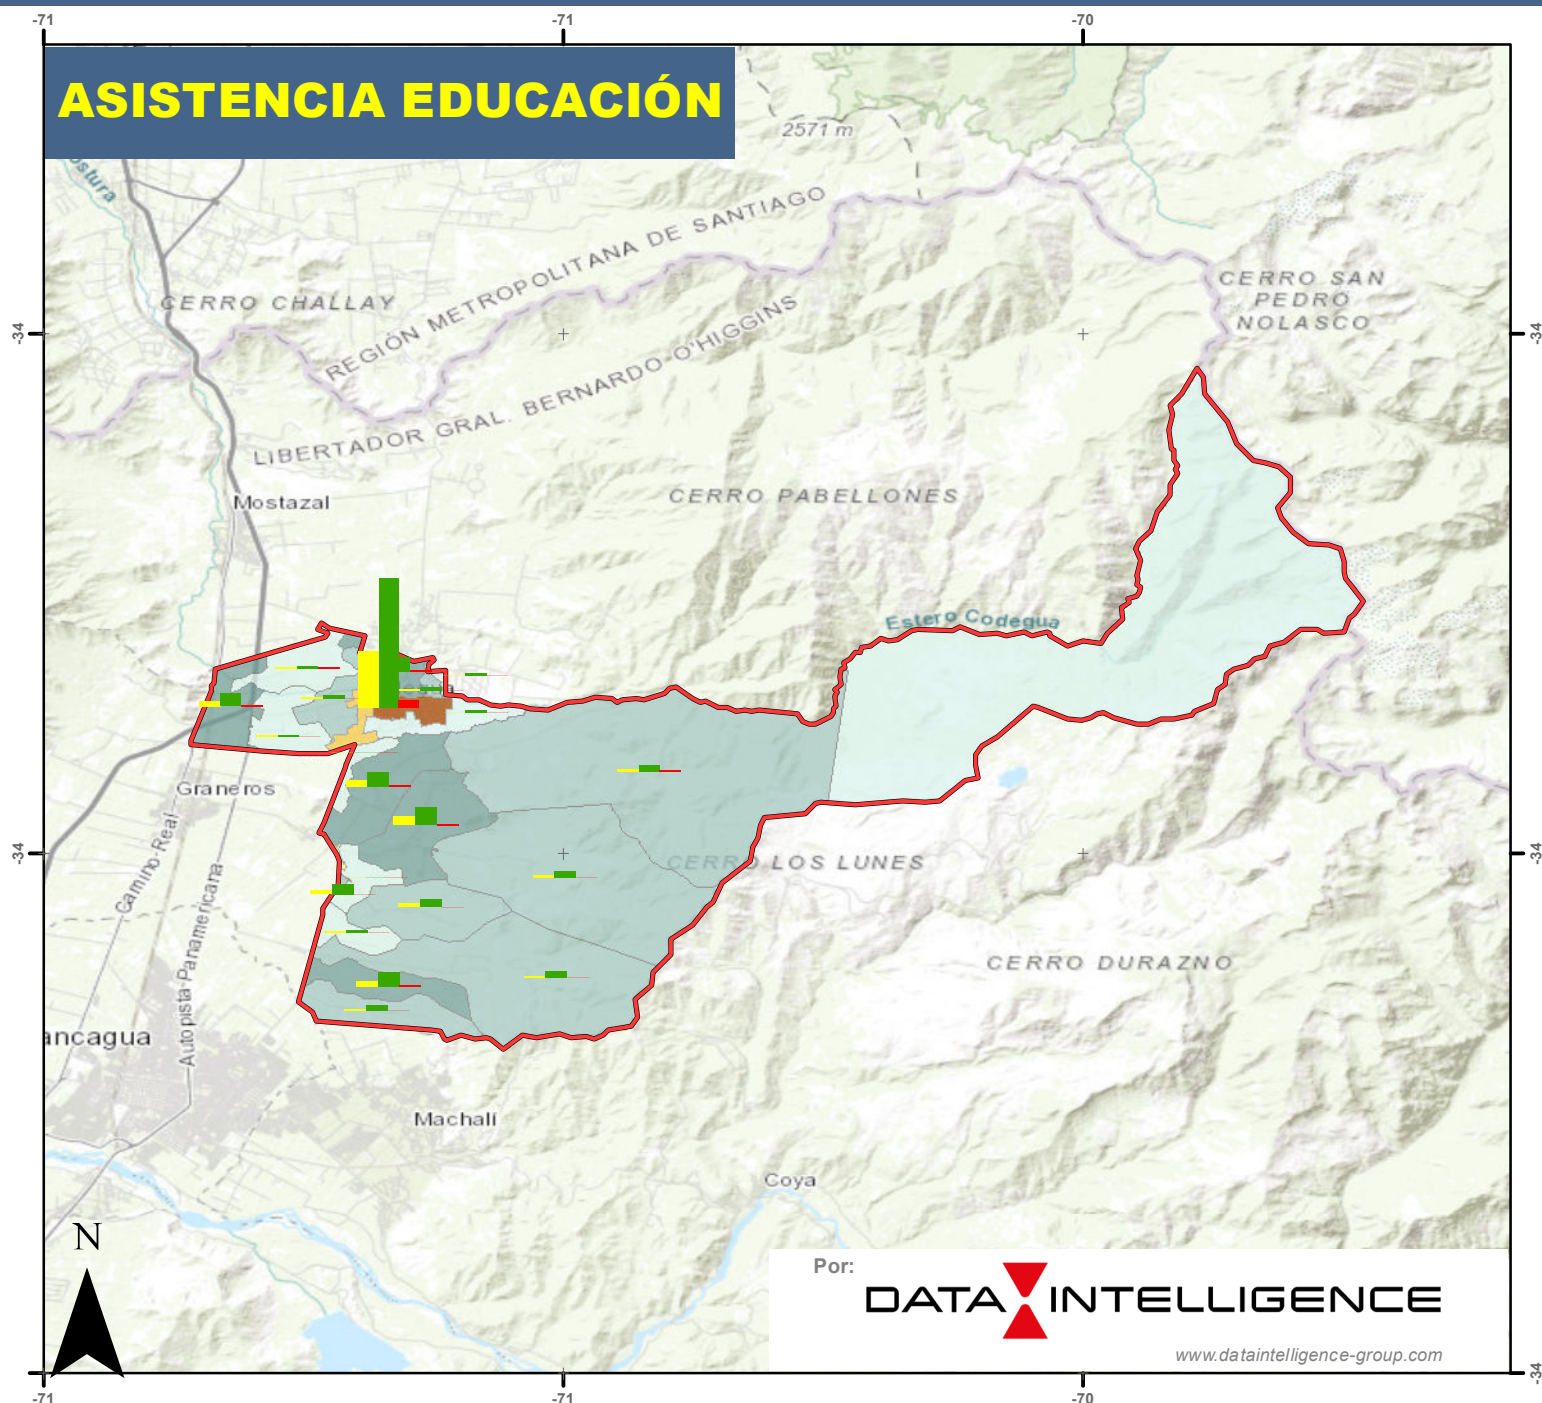 -71
-71
-70
ASISTENCIA EDUCACIÓN
2571 m
REGIÓN METROPOLITANA DE SANTIAGO
CERRO SAN
PEDRO
NOLASCO
CERRO CHALLAY
-34
-34
LIBERTADOR GRAL. BERNARDO O'HIGGINS
Mostazal
CERRO PABELLONES
Estero Codegua
Graneros
-34
-34
CERRO LOS LUNES
Camino Real
Autopista Panamericana
CERRO DURAZNO
ancagua
Machalí
Coya
N
Por:
DATA INTELLIGENCE
www.dataintelligence-group.com
-34
-71
-71
-70